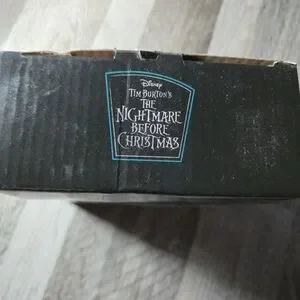 Disney
TIM BURTON'S
THE
NIGHTMARE
BEFORE
CHRISTMAS